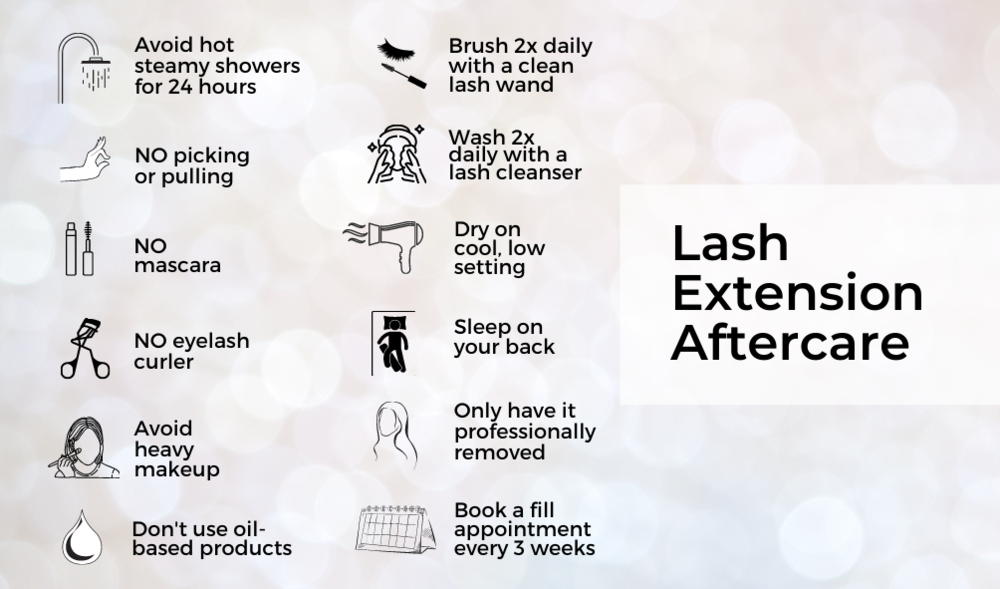 Avoid hot
steamy showers
for 24 hours
NO picking
or pulling
NO
mascara
NO eyelash
curler
Avoid
heavy
makeup
Don't use oil-
based products
Brush 2x daily
with a clean
lash wand
Wash 2x
daily with a
lash cleanser
Dry on
cool, low
setting
Sleep on
your back
Only have it
professionally
removed
Book a fill
appointment
every 3 weeks
Lash
Extension
Aftercare